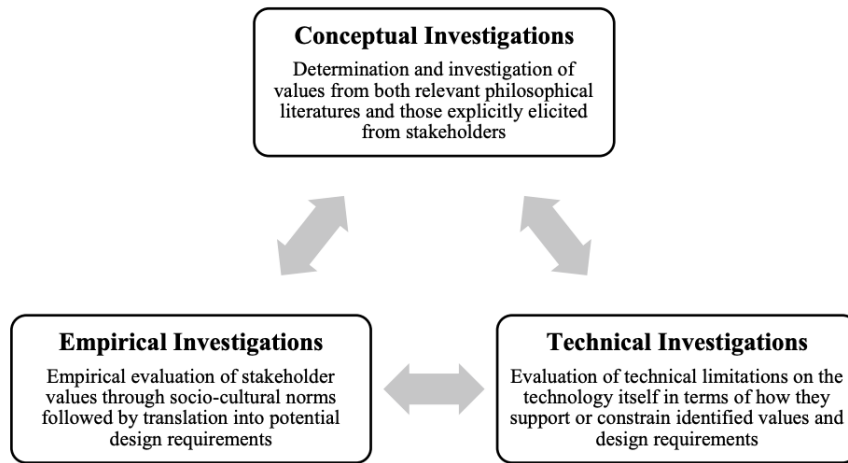 Conceptual Investigations
Determination and investigation of
values from both relevant philosophical
literatures and those explicitly elicited
from stakeholders
Empirical Investigations
Empirical evaluation of stakeholder
values through socio-cultural norms
followed by translation into potential
design requirements
Technical Investigations
Evaluation of technical limitations on the
technology itself in terms of how they
support or constrain identified values and
design requirements